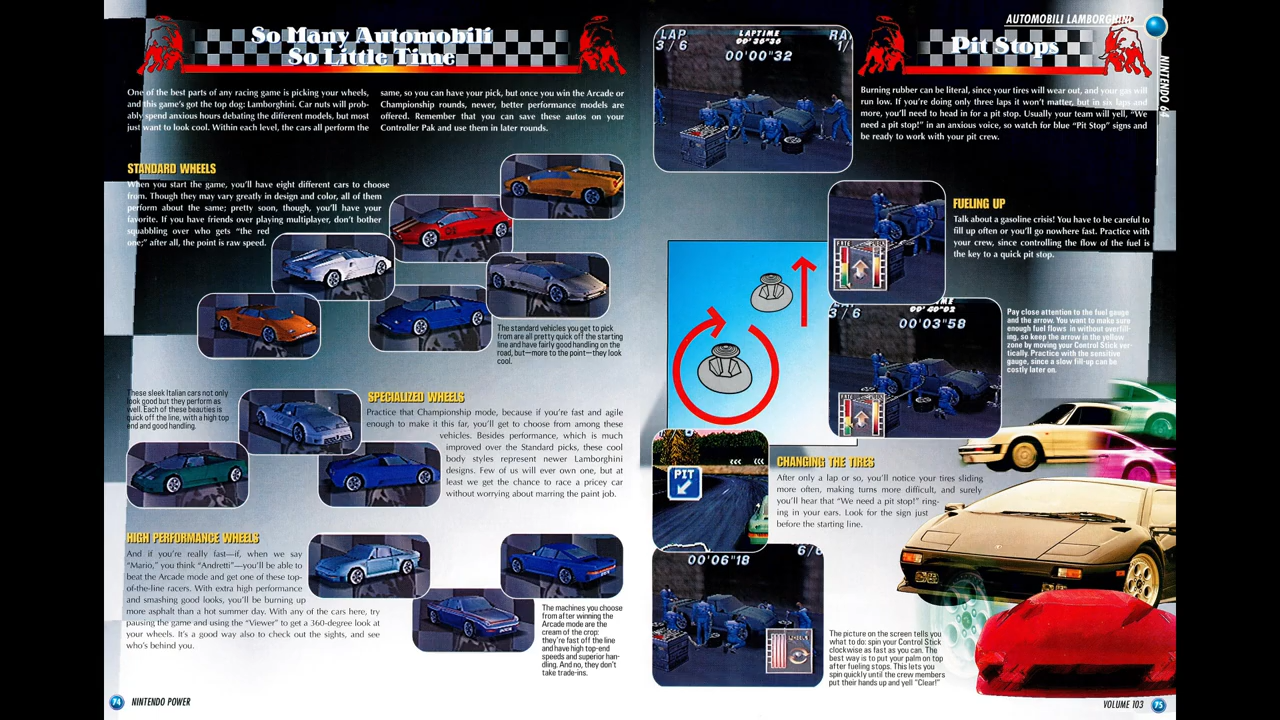 So Many Automobili
So Little Time
One of the best parts of any racing game is picking your wheels,
and this game's got the top dog: Lamborghini. Car nuts will prob-
ably spend anxious hours debating the different models, but most
just want to look cool. Within each level, the cars all perform the
same, so you can have your pick, but once you win the Arcade or
Championship rounds, newer, better performance models are
offered. Remember that you can save these autos on your
Controller Pak and use them in later rounds.
STANDARD WHEELS
When you start the game, you'll have eight different cars to choose
from. Though they may vary greatly in design and color, all of them
perform about the same; pretty soon, though, you'll have your
favorite. If you have friends over playing multiplayer, don't bother
squabbling over who gets "the red
one;" after all, the point is raw speed.
The standard vehicles you get to pick
from are all pretty quick off the starting
line and have fairly good handling on the
road, but—more to the point—they look
cool.
These sleek Italian cars not only
look good but they perform as
well. Each of these beauties is
quick off the line, with a high top
end and good handling.
SPECIALIZED WHEELS
Practice that Championship mode, because if you're fast and agile
enough to make it this far, you'll get to choose from among these
vehicles. Besides performance, which is much
improved over the Standard picks, these cool
body styles represent newer Lamborghini
designs. Few of us will ever own one, but at
least we get the chance to race a pricey car
without worrying about marring the paint job.
HIGH PERFORMANCE WHEELS
And if you're really fast—if, when we say
"Mario," you think "Andretti"—you'll be able to
beat the Arcade mode and get one of these top-
of-the-line racers. With extra high performance
and smashing good looks, you'll be burning up
more asphalt than a hot summer day. With any of the cars here, try
pausing the game and using the "Viewer" to get a 360-degree look at
your wheels. It's a good way also to check out the sights, and see
who's behind you.
The machines you choose
from after winning the
Arcade mode are the
cream of the crop:
they're fast off the line
and have high top-end
speeds and superior han-
dling. And no, they don't
take trade-ins.
74 NINTENDO POWER
AUTOMOBILI LAMBORGHINI
NINTENDO 64
Pit Stops
LAP
3/6
LAPTIME
00'36"36
00'00"32
RA
1/
Burning rubber can be literal, since your tires will wear out, and your gas will
run low. If you're doing only three laps it won't matter, but in six laps and
more, you'll need to head in for a pit stop. Usually your team will yell, "We
need a pit stop!" in an anxious voice, so watch for blue "Pit Stop" signs and
be ready to work with your pit crew.
FUELING UP
Talk about a gasoline crisis! You have to be careful to
fill up often or you'll go nowhere fast. Practice with
your crew, since controlling the flow of the fuel is
the key to a quick pit stop.
3/6
00'40"02
00'03"58
Pay close attention to the fuel gauge
and the arrow. You want to make sure
enough fuel flows in without overfill-
ing, so keep the arrow in the yellow
zone by moving your Control Stick ver-
tically. Practice with the sensitive
gauge, since a slow fill-up can be
costly later on.
PIT
CHANGING THE TIRES
After only a lap or so, you'll notice your tires sliding
more often, making turns more difficult, and surely
you'll hear that "We need a pit stop!" ring-
ing in your ears. Look for the sign just
before the starting line.
6/6
00'06"18
The picture on the screen tells you
what to do: spin your Control Stick
clockwise as fast as you can. The
best way is to put your palm on top
after fueling stops. This lets you
spin quickly until the crew members
put their hands up and yell "Clear!"
VOLUME 103 75